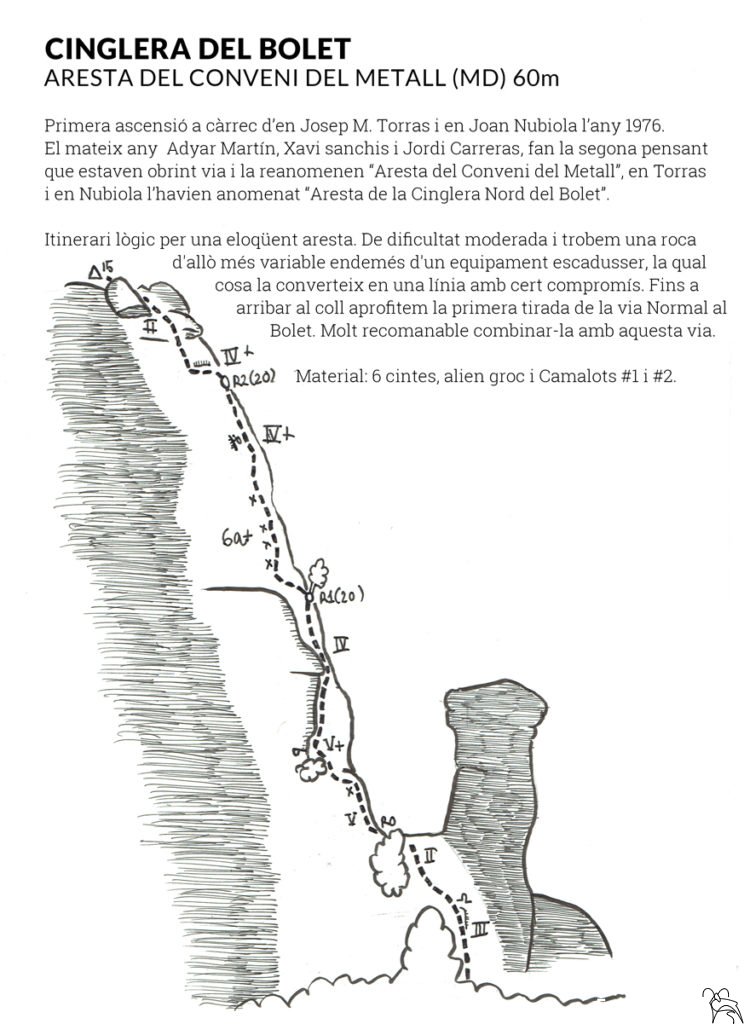 CINGLERA DEL BOLET
ARESTA DEL CONVENI DEL METALL (MD) 60m
Primera ascensió a càrrec d'en Josep M. Torras i en Joan Nubiola l'any 1976.
El mateix any Adyar Martín, Xavi sanchis i Jordi Carreras, fan la segona pensant
que estaven obrint via i la reanomenen “Aresta del Conveni del Metall”, en Torras
i en Nubiola l'havien anomenat “Aresta de la Cinglera Nord del Bolet”.
Itinerari lògic per una eloqüent aresta. De dificultat moderada i trobem una roca
d'allò més variable endemés d'un equipament escadusser, la qual
cosa la converteix en una línia amb cert compromís. Fins a
arribar al coll aprofitem la primera tirada de la via Normal al
Bolet. Molt recomanable combinar-la amb aquesta via.
Material: 6 cintes, alien groc i Camalots #1 i #2.
15
II
IV+
R2(20)
IV+
6a+
R1(20)
IV
V+
V
R0
II
III